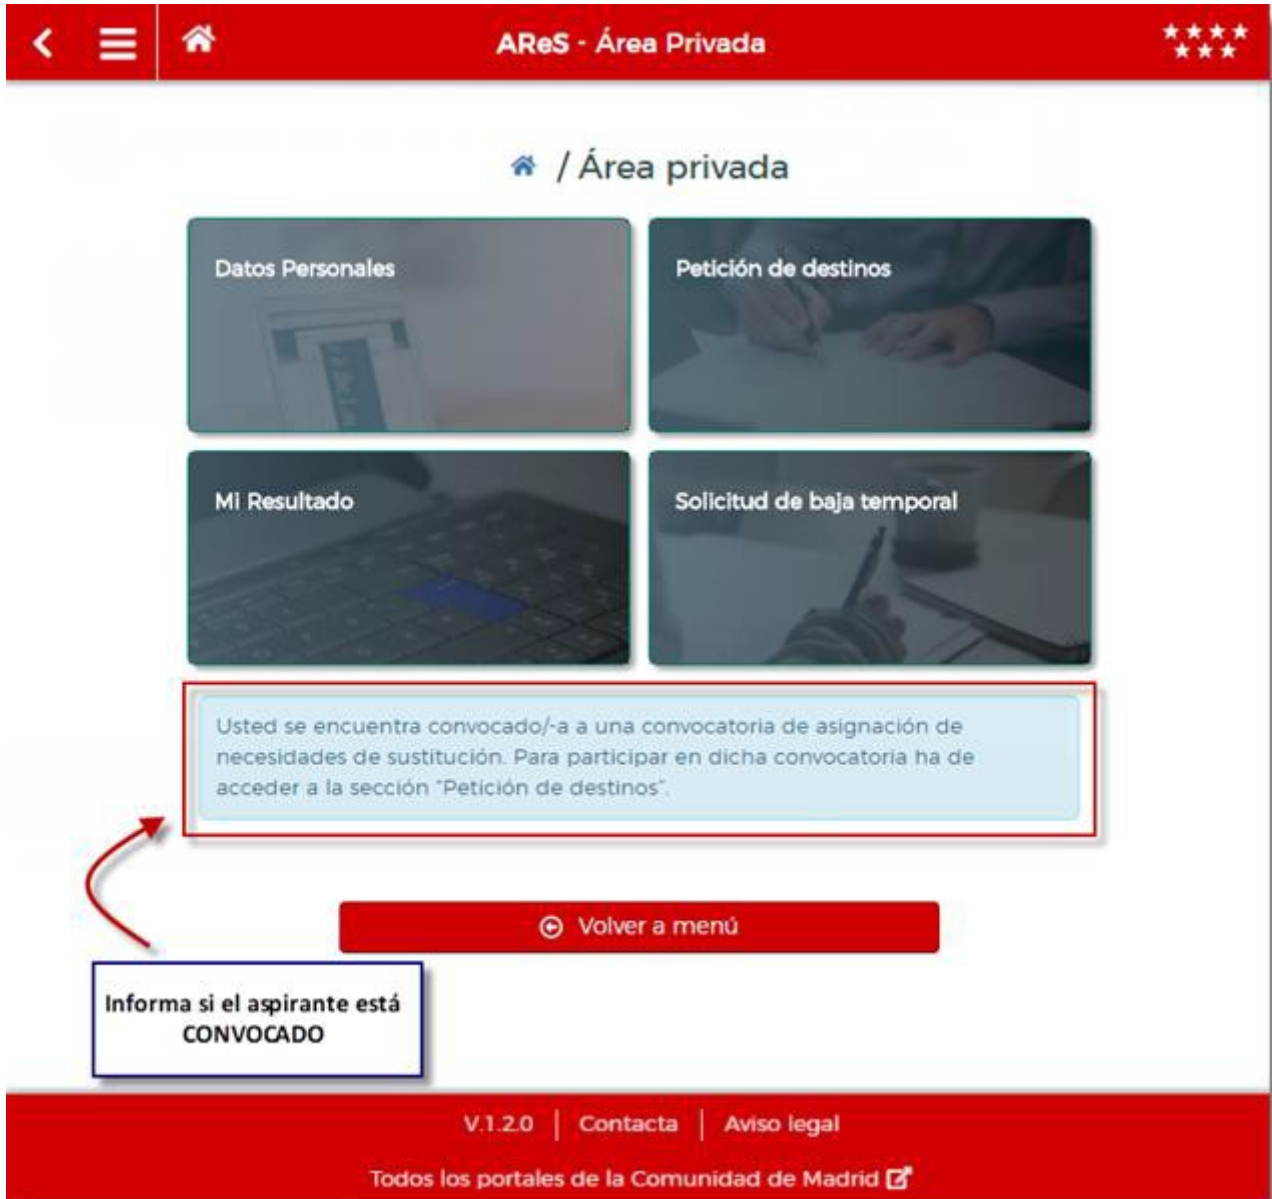 AReS - Área Privada
/ Área privada
Datos Personales
Petición de destinos
Mi Resultado
Solicitud de baja temporal
Usted se encuentra convocado/-a a una convocatoria de asignación de
necesidades de sustitución. Para participar en dicha convocatoria ha de
acceder a la sección "Petición de destinos".
Volver a menú
Informa si el aspirante está
CONVOCADO
V.1.2.0 | Contacta | Aviso legal
Todos los portales de la Comunidad de Madrid